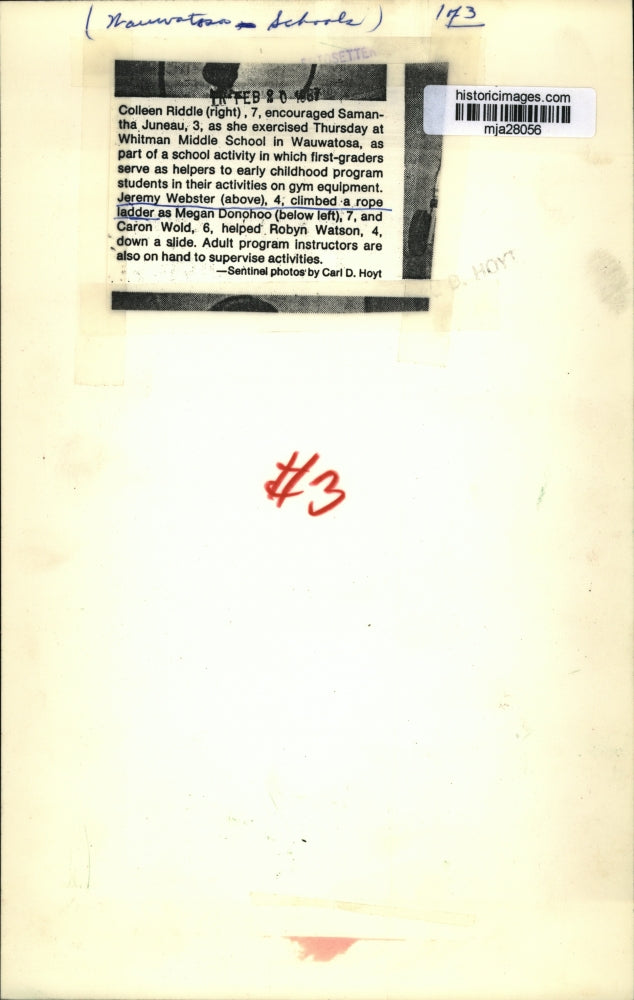 (Wauwatosa - Schools) 1 of 3
historicimages.com
mja28056
FEB 20 1987
Colleen Riddle (right), 7, encouraged Saman-
tha Juneau, 3, as she exercised Thursday at
Whitman Middle School in Wauwatosa, as
part of a school activity in which first-graders
serve as helpers to early childhood program
students in their activities on gym equipment.
Jeremy Webster (above), 4, climbed a rope
ladder as Megan Donohoo (below left), 7, and
Caron Wold, 6, helped Robyn Watson, 4,
down a slide. Adult program instructors are
also on hand to supervise activities.
—Sentinel photos by Carl D. Hoyt
D. HOYT
#3